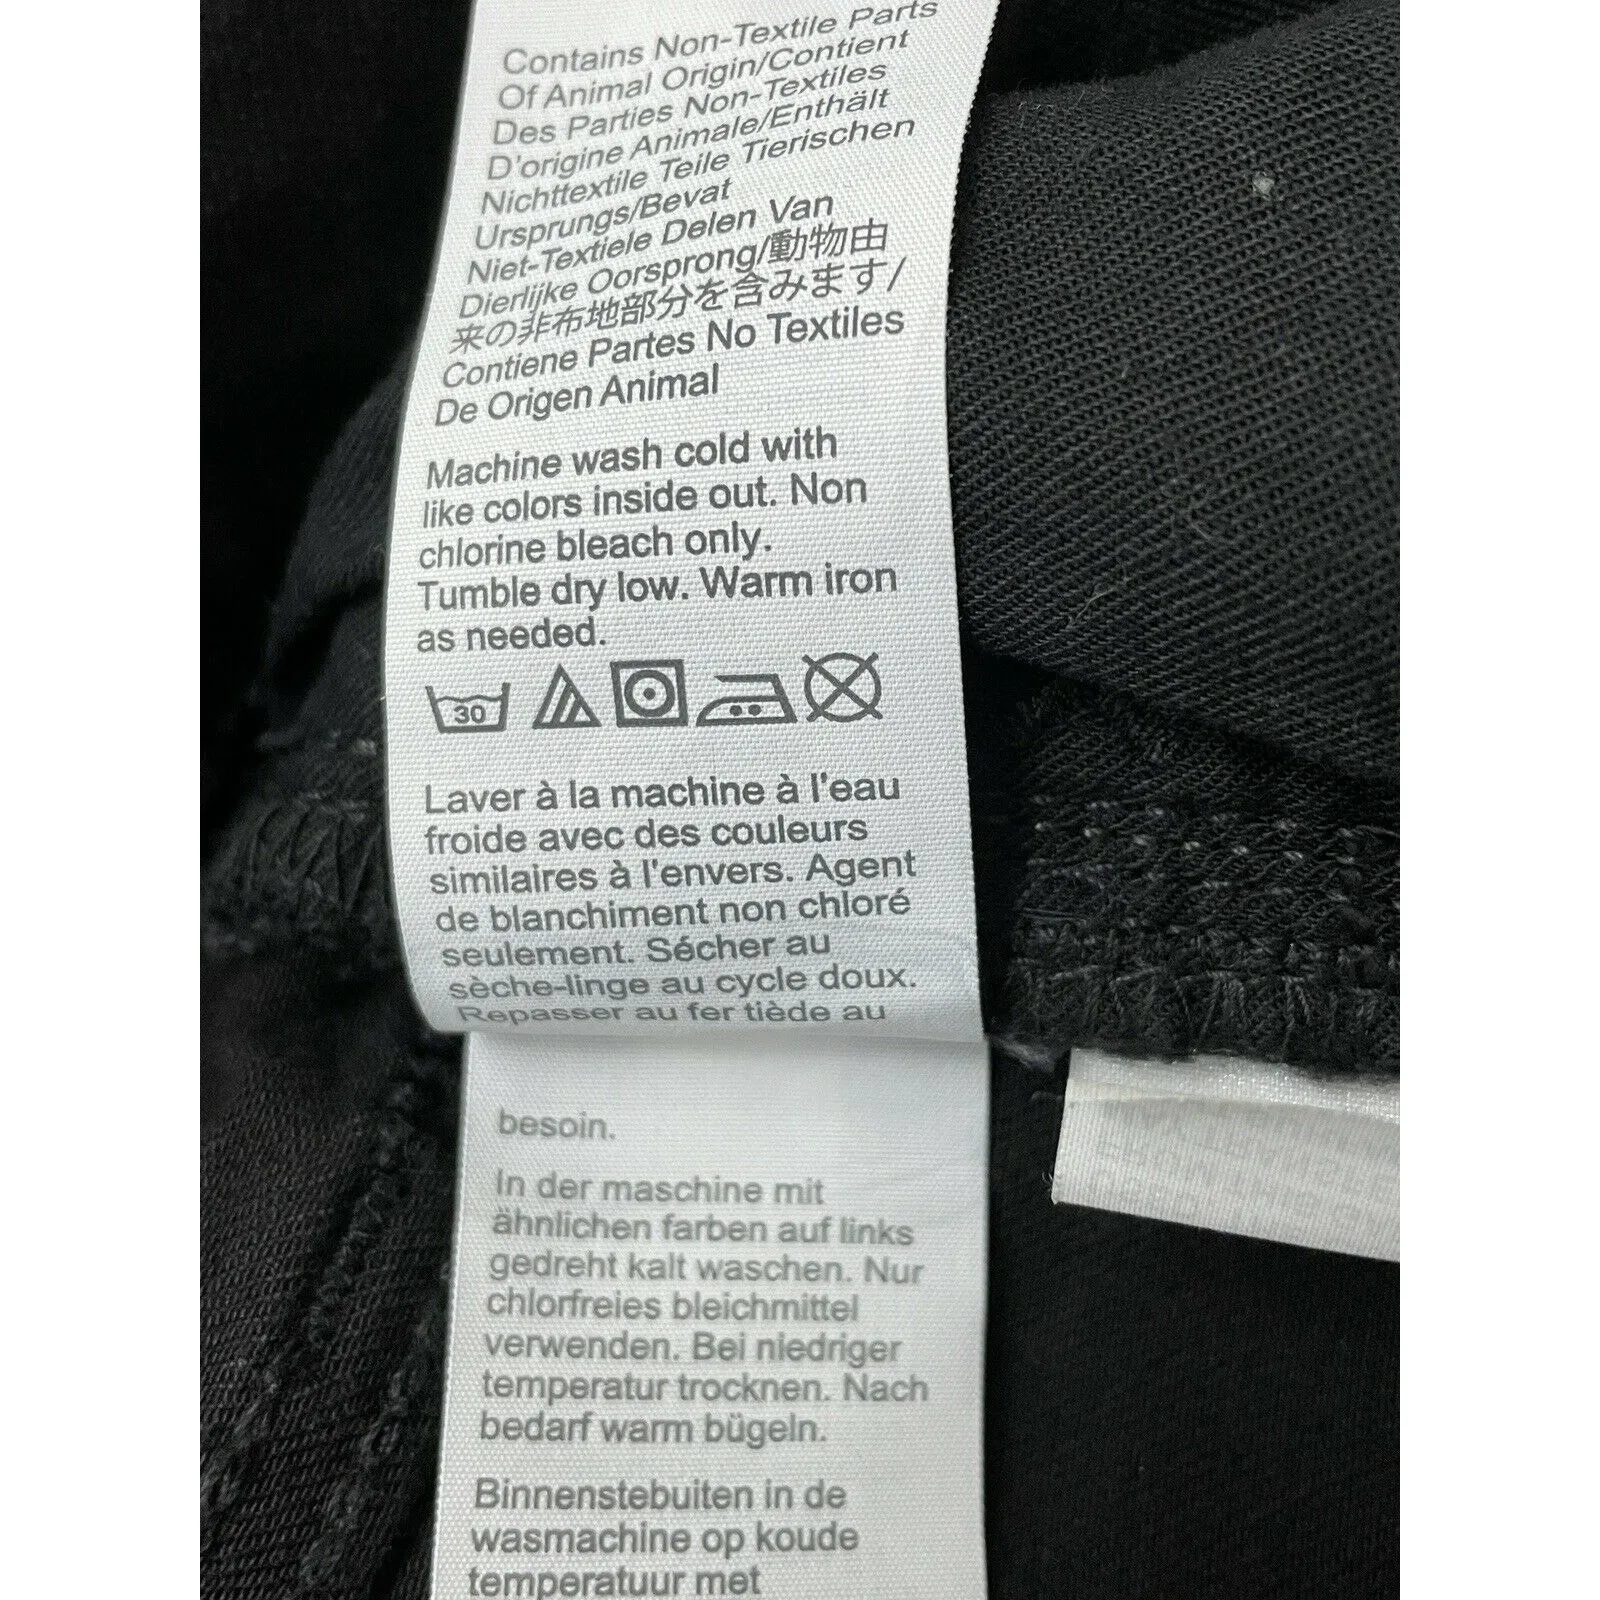 Contains Non-Textile Parts
Of Animal Origin/Contient
Des Parties Non-Textiles
D'origine Animale/Enthält
Nichttextile Teile Tierischen
Ursprungs/Bevat
Niet-Textiele Delen Van
Dierlijke Oorsprong/動物由
来の非布地部分を含みます/
Contiene Partes No Textiles
De Origen Animal
Machine wash cold with
like colors inside out. Non
chlorine bleach only.
Tumble dry low. Warm iron
as needed.
30
Laver à la machine à l'eau
froide avec des couleurs
similaires à l'envers. Agent
de blanchiment non chloré
seulement. Sécher au
sèche-linge au cycle doux.
Repasser au fer tiède au
besoin.
In der maschine mit
ähnlichen farben auf links
gedreht kalt waschen. Nur
chlorfreies bleichmittel
verwenden. Bei niedriger
temperatur trocknen. Nach
bedarf warm bügeln.
Binnenstebuiten in de
wasmachine op koude
temperatuur met